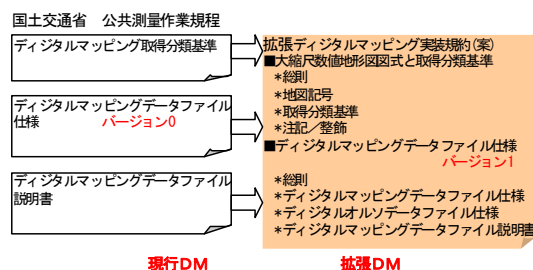 国土交通省　公共測量作業規程
ディジタルマッピング取得分類基準
ディジタルマッピングデータファイル
仕様　バージョン0
ディジタルマッピングデータファイル
説明書
現行DM
拡張ディジタルマッピング実装規約(案)
■大縮尺数値地形図図式と取得分類基準
＊総則
＊地図記号
＊取得分類基準
＊注記／整飾
■ディジタルマッピングデータファイル仕様
バージョン1
＊総則
＊ディジタルマッピングデータファイル仕様
＊ディジタルオルソデータファイル仕様
＊ディジタルマッピングデータファイル説明書
拡張DM